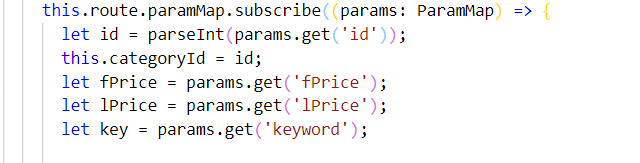 this.route.paramMap.subscribe((params: ParamMap) => {
let id = parseInt(params.get('id'));
this.categoryId = id;
let fPrice = params.get('fPrice');
let lPrice = params.get('lPrice');
let key = params.get('keyword');